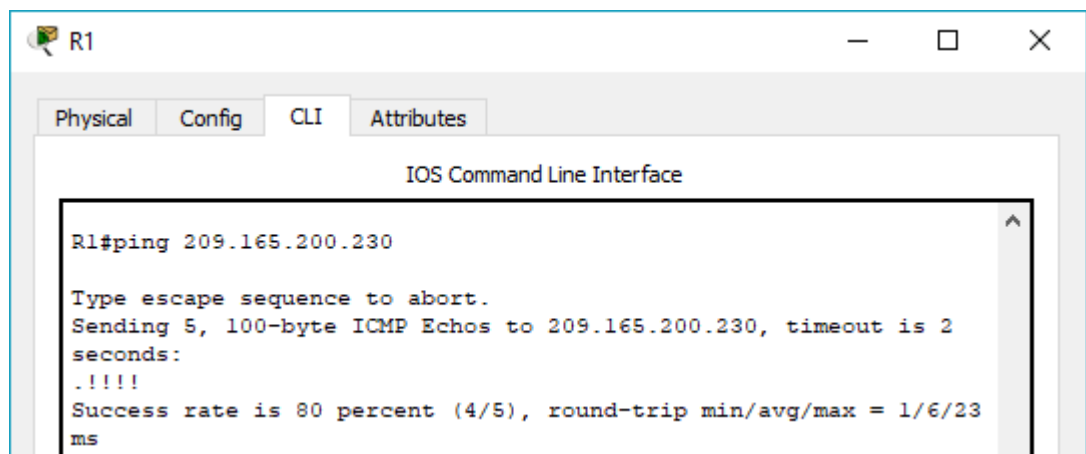 R1
Physical Config CLI Attributes
IOS Command Line Interface
R1#ping 209.165.200.230
Type escape sequence to abort.
Sending 5, 100-byte ICMP Echos to 209.165.200.230, timeout is 2
seconds:
.!!!!
Success rate is 80 percent (4/5), round-trip min/avg/max = 1/6/23
ms